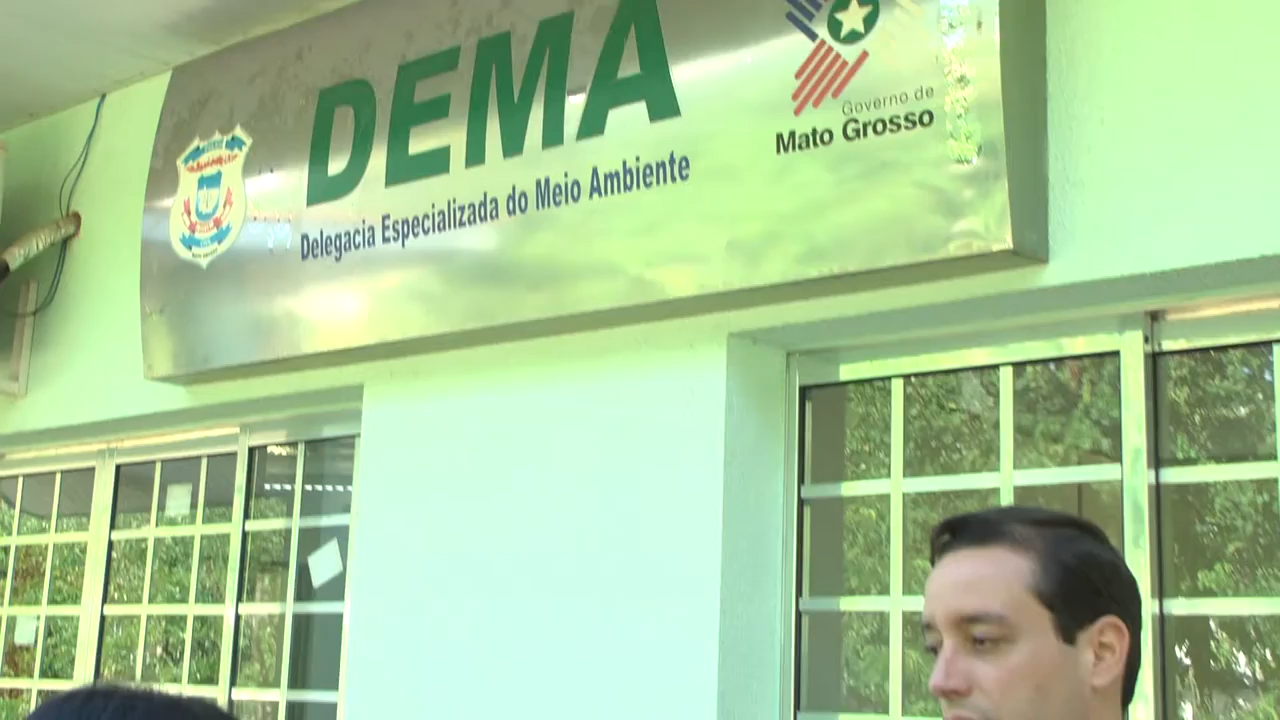 DEMA
Delegacia Especializada do Meio Ambiente
Governo de
Mato Grosso